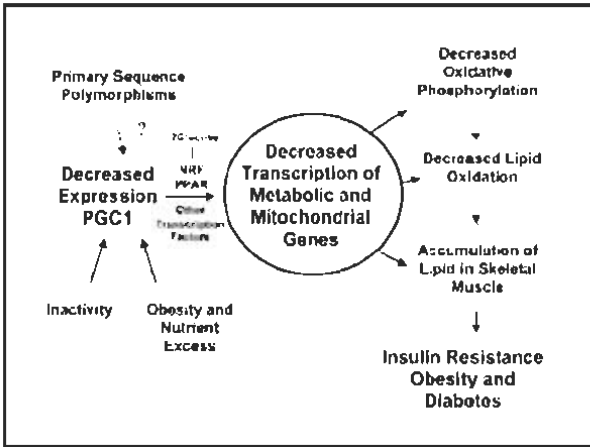 Primary Sequence
Polymorphisms
?
Decreased
Expression
PGC1
NRF
PPAR
Other
Transcription
Factors
Inactivity
Obesity and
Nutrient
Excess
Decreased
Transcription of
Metabolic and
Mitochondrial
Genes
Decreased
Oxidative
Phosphorylation
Decreased Lipid
Oxidation
Accumulation of
Lipid in Skeletal
Muscle
Insulin Resistance
Obesity and
Diabetes